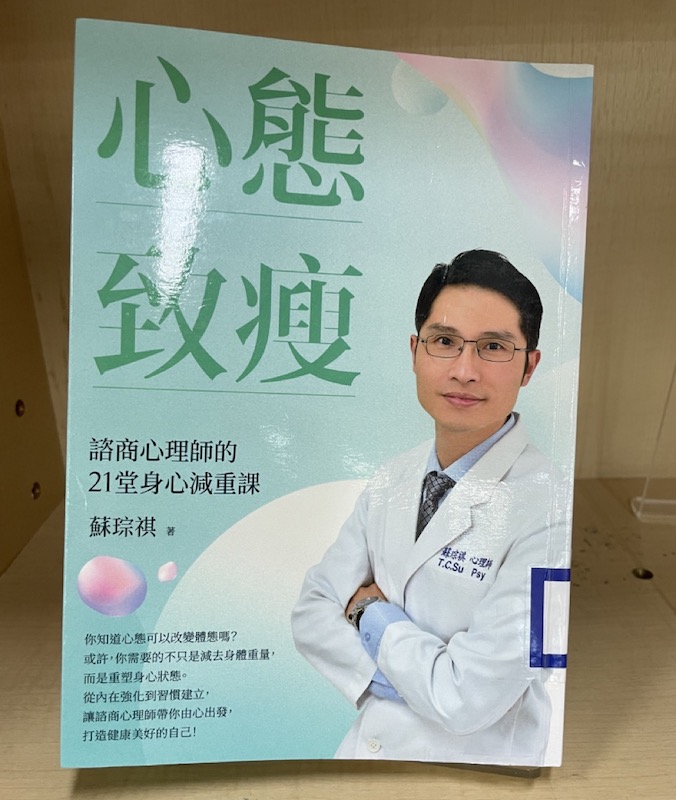 心態
致瘦
諮商心理師的
21堂身心減重課
蘇琮祺 著
蘇琮祺 心理師
T.C.Su Psy
你知道心態可以改變體態嗎?
或許,你需要的不只是減去身體重量,
而是重塑身心狀態。
從內在強化到習慣建立,
讓諮商心理師帶你由心出發,
打造健康美好的自己!